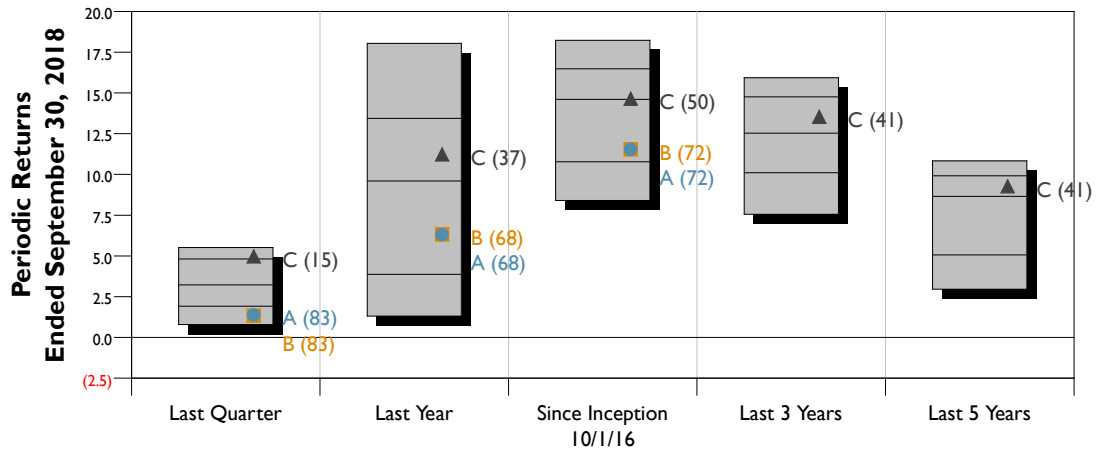 Periodic Returns
Ended September 30, 2018
20.0
17.5
15.0
12.5
10.0
7.5
5.0
2.5
0.0
(2.5)
C (15)
A (83)
B (83)
C (37)
B (68)
A (68)
C (50)
B (72)
A (72)
C (41)
C (41)
Last Quarter
Last Year
Since Inception
10/1/16
Last 3 Years
Last 5 Years